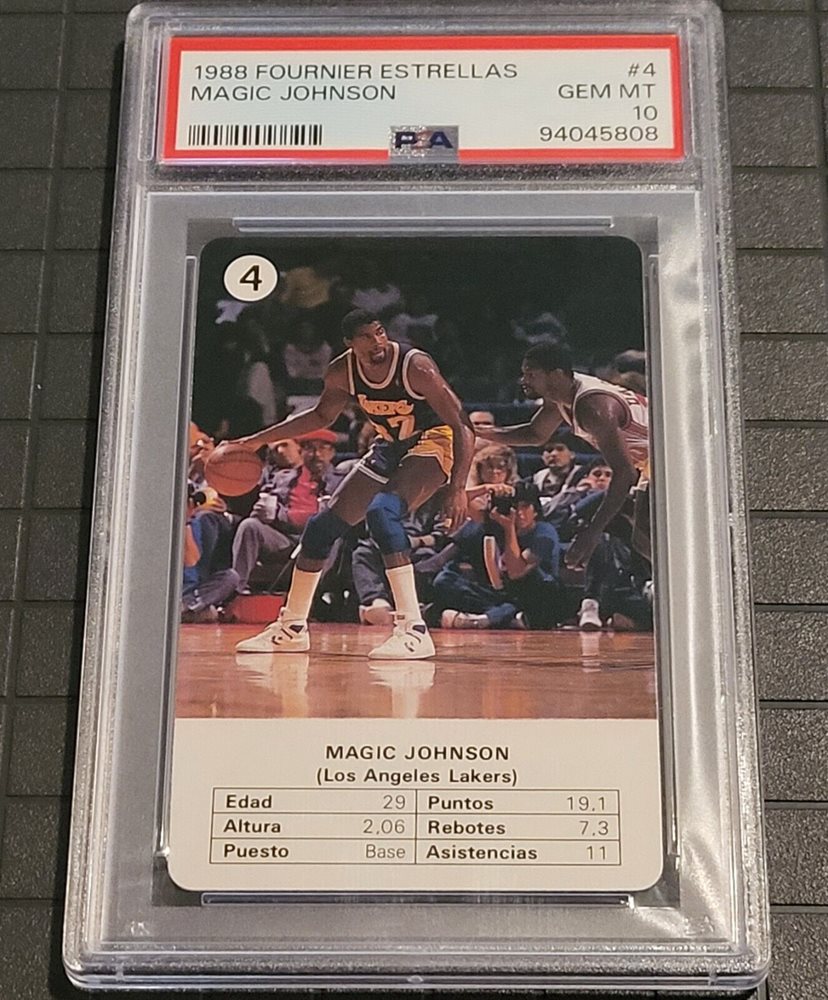 1988 FOURNIER ESTRELLAS #4
MAGIC JOHNSON GEM MT
10
PSA 94045808
4
LAKERS
32
MAGIC JOHNSON
(Los Angeles Lakers)
Edad 29 Puntos 19.1
Altura 2,06 Rebotes 7.3
Puesto Base Asistencias 11